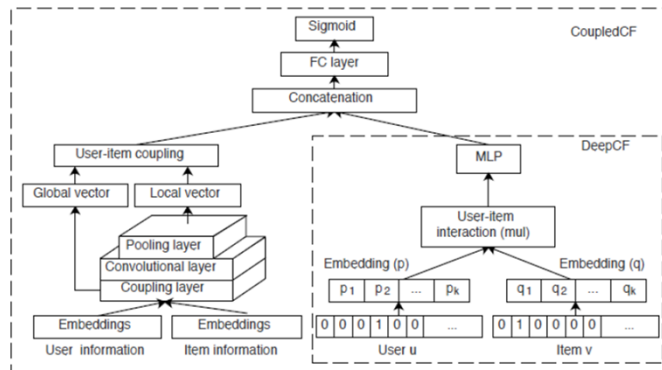 Sigmoid
CoupledCF
FC layer
Concatenation
User-item coupling
Global vector
Local vector
Pooling layer
Convolutional layer
Coupling layer
Embeddings
Embeddings
User information
Item information
DeepCF
MLP
User-item
interaction (mul)
Embedding (p)
Embedding (q)
p1 p2 ... pk
q1 q2 ... qk
0 0 0 1 0 0 ...
0 1 0 0 0 0 ...
User u
Item v